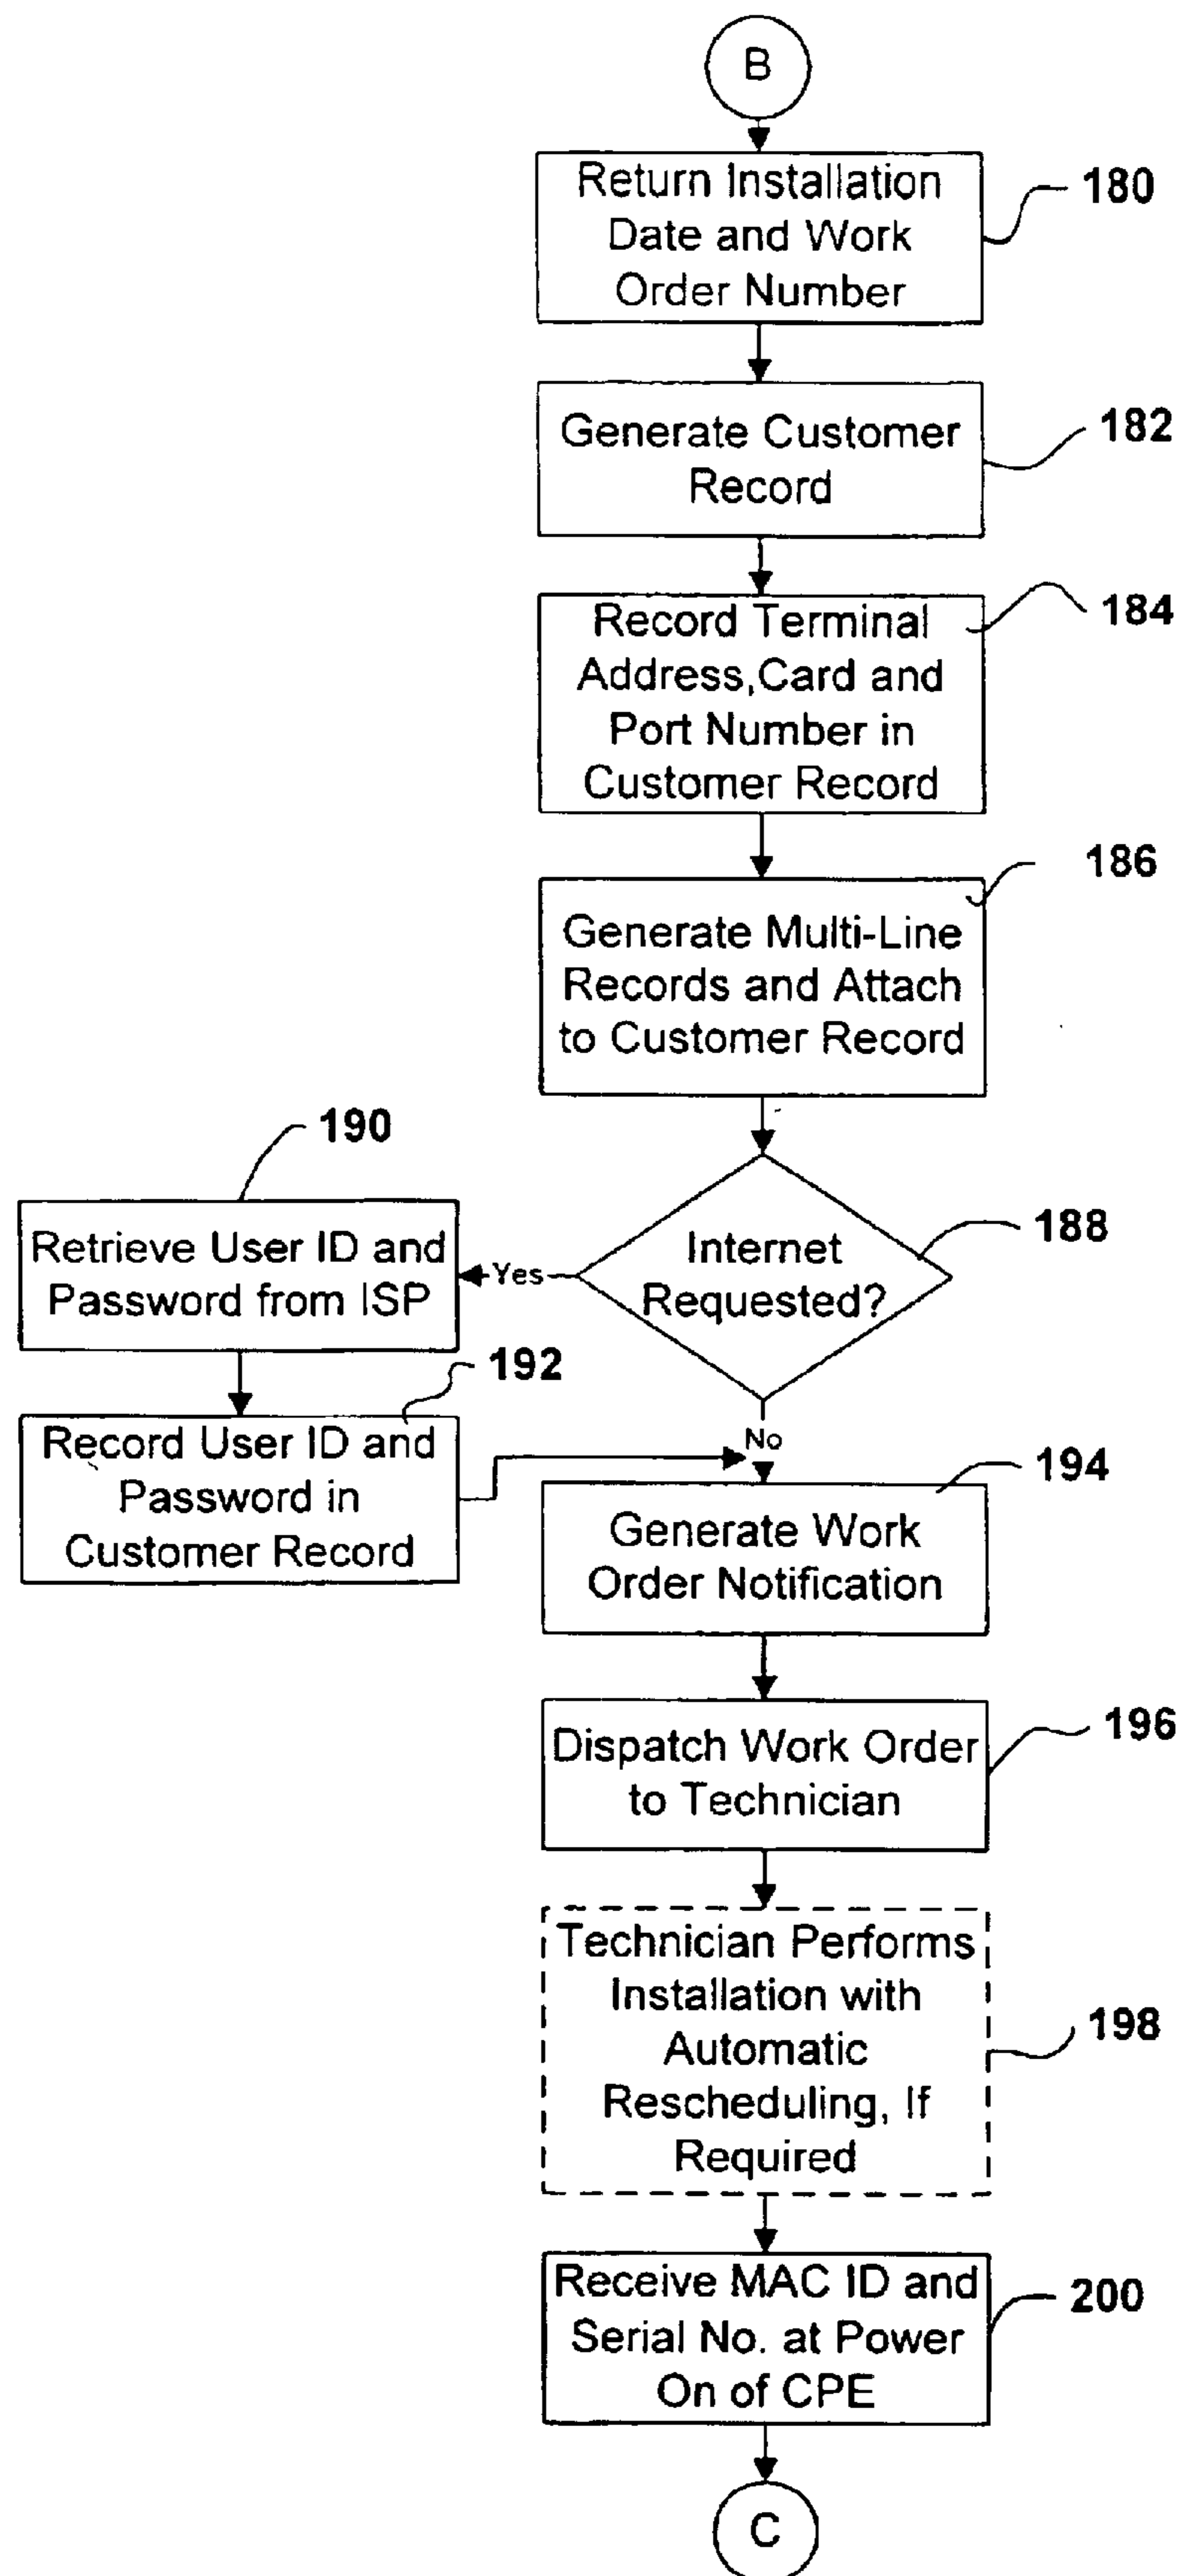 B
Return Installation
Date and Work
Order Number
180
Generate Customer
Record
182
Record Terminal
Address,Card and
Port Number in
Customer Record
184
Generate Multi-Line
Records and Attach
to Customer Record
186
Internet
Requested?
188
Yes
190
Retrieve User ID and
Password from ISP
192
Record User ID and
Password in
Customer Record
No
Generate Work
Order Notification
194
Dispatch Work Order
to Technician
196
Technician Performs
Installation with
Automatic
Rescheduling, If
Required
198
Receive MAC ID and
Serial No. at Power
On of CPE
200
C